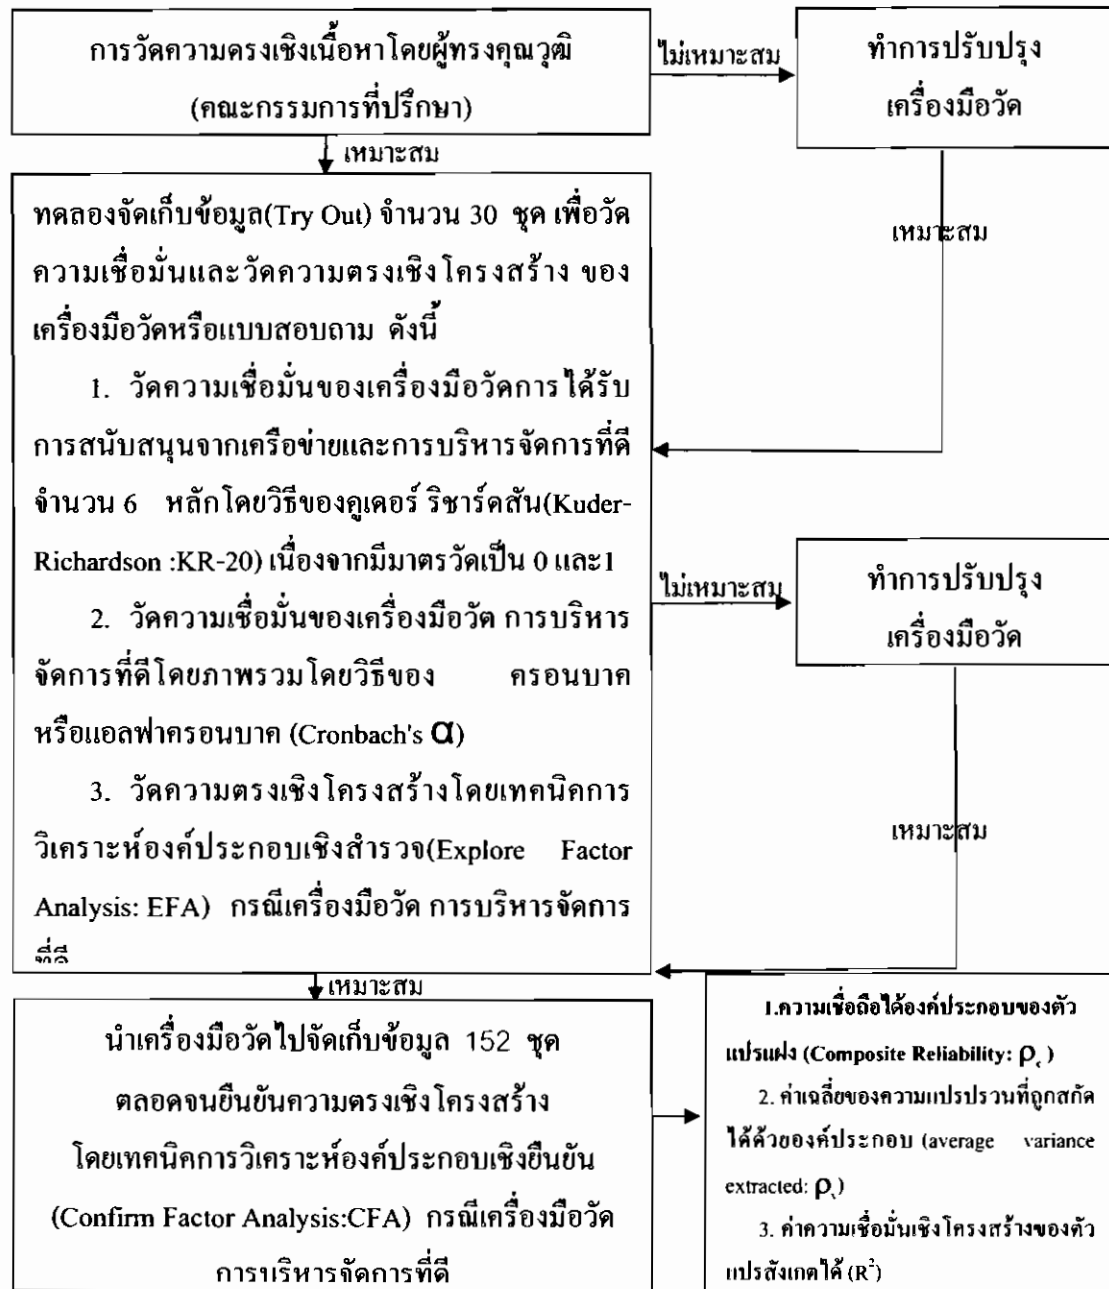 การวัดความตรงเชิงเนื้อหาโดยผู้ทรงคุณวุฒิ
(คณะกรรมการที่ปรึกษา)
ไม่เหมาะสม
ทำการปรับปรุง
เครื่องมือวัด
เหมาะสม
เหมาะสม
ทดลองจัดเก็บข้อมูล(Try Out) จำนวน 30 ชุด เพื่อวัด
ความเชื่อมั่นและวัดความตรงเชิงโครงสร้าง ของ
เครื่องมือวัดหรือแบบสอบถาม ดังนี้
1. วัดความเชื่อมั่นของเครื่องมือวัดการได้รับ
การสนับสนุนจากเครือข่ายและการบริหารจัดการที่ดี
จำนวน 6 หลักโดยวิธีของคูเดอร์ ริชาร์ดสัน(Kuder-
Richardson :KR-20) เนื่องจากมีมาตรวัดเป็น 0 และ1
2. วัดความเชื่อมั่นของเครื่องมือวัด การบริหาร
จัดการที่ดีโดยภาพรวมโดยวิธีของ ครอนบาค
หรือแอลฟาครอนบาค (Cronbach's α)
3. วัดความตรงเชิงโครงสร้างโดยเทคนิคการ
วิเคราะห์องค์ประกอบเชิงสำรวจ(Explore Factor
Analysis: EFA) กรณีเครื่องมือวัด การบริหารจัดการ
ที่ดี
ไม่เหมาะสม
ทำการปรับปรุง
เครื่องมือวัด
เหมาะสม
เหมาะสม
นำเครื่องมือวัดไปจัดเก็บข้อมูล 152 ชุด
ตลอดจนยืนยันความตรงเชิงโครงสร้าง
โดยเทคนิคการวิเคราะห์องค์ประกอบเชิงยืนยัน
(Confirm Factor Analysis:CFA) กรณีเครื่องมือวัด
การบริหารจัดการที่ดี
1.ความเชื่อถือได้องค์ประกอบของตัว
แปรแฝง (Composite Reliability: ρc )
2. ค่าเฉลี่ยของความแปรปรวนที่ถูกสกัด
ได้ด้วยองค์ประกอบ (average variance
extracted: ρv)
3. ค่าความเชื่อมั่นเชิงโครงสร้างของตัว
แปรสังเกตได้ (R²)